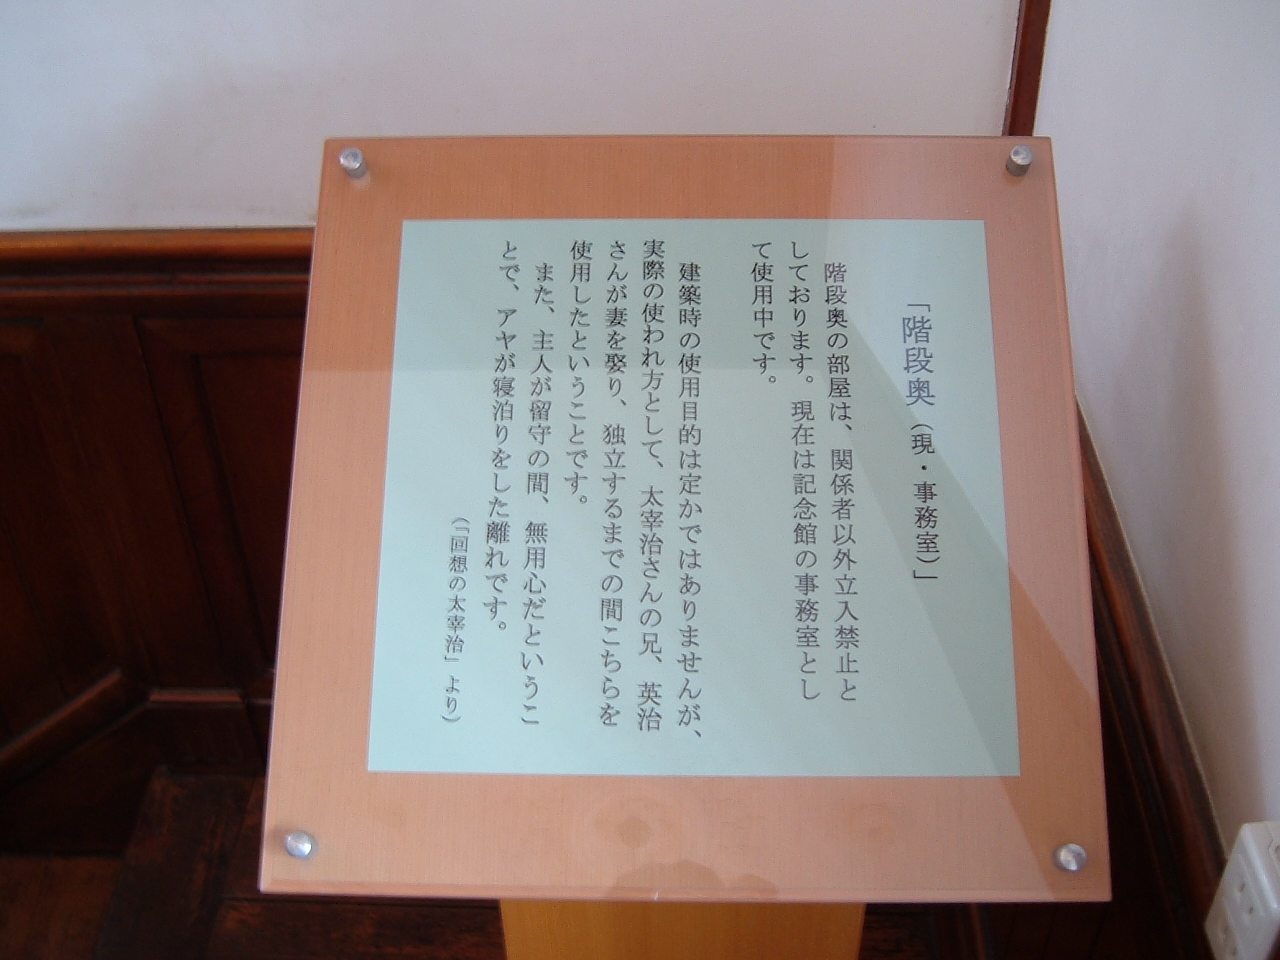 「階段奥（現・事務室）」
階段奥の部屋は、関係者以外立入禁止と
しております。現在は記念館の事務室とし
て使用中です。
建築時の使用目的は定かではありませんが、
実際の使われ方として、太宰治さんの兄、英治
さんが妻を娶り、独立するまでの間こちらを
使用したということです。
また、主人が留守の間、無用心だというこ
とで、アヤが寝泊りをした離れです。
（「回想の太宰治」より）